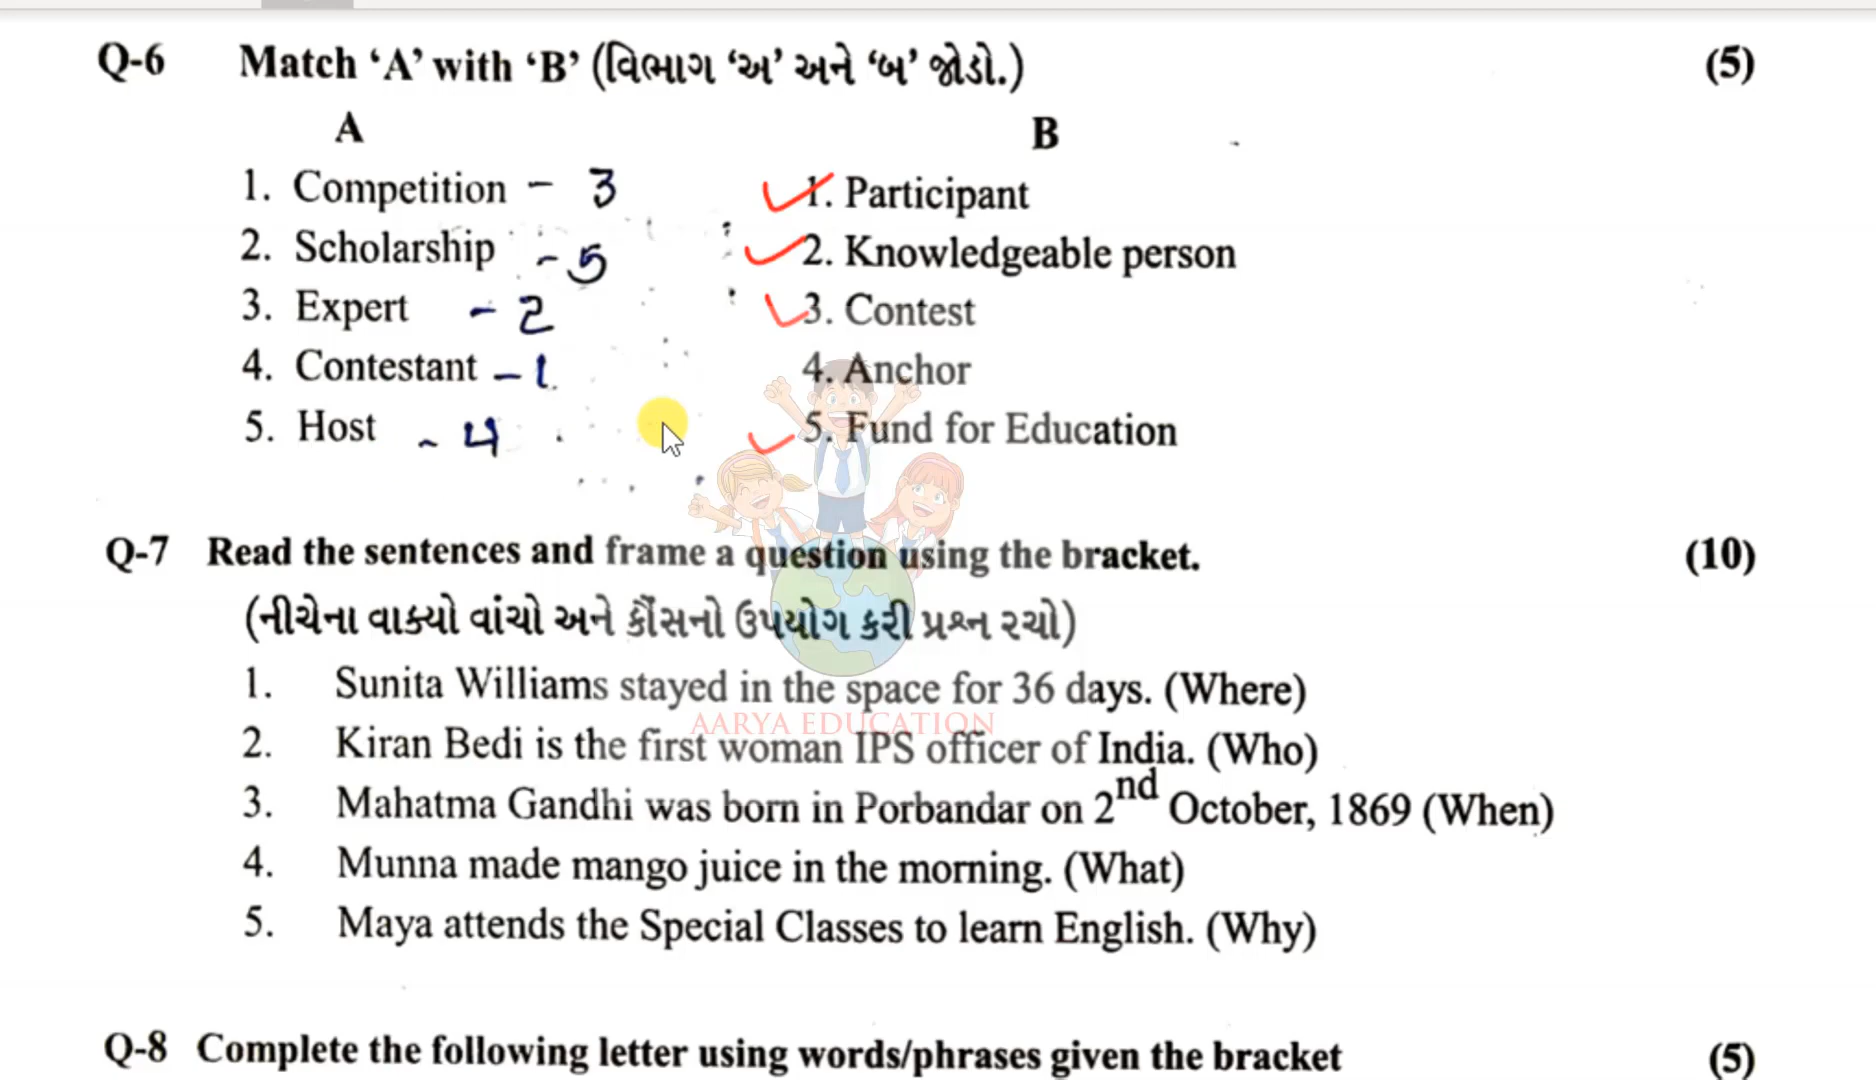 Q-6 Match ‘A’ with ‘B’ (વિભાગ ‘અ’ અને ‘બ’ જોડો.) (5)
A B
1. Competition – 3 1. Participant
2. Scholarship – 5 2. Knowledgeable person
3. Expert – 2 3. Contest
4. Contestant – 1 4. Anchor
5. Host – 4 5. Fund for Education
Q-7 Read the sentences and frame a question using the bracket. (10)
(નીચેના વાક્યો વાંચો અને કૌંસનો ઉપયોગ કરી પ્રશ્ન રચો)
1. Sunita Williams stayed in the space for 36 days. (Where)
AARYA EDUCATION
2. Kiran Bedi is the first woman IPS officer of India. (Who)
3. Mahatma Gandhi was born in Porbandar on 2nd October, 1869 (When)
4. Munna made mango juice in the morning. (What)
5. Maya attends the Special Classes to learn English. (Why)
Q-8 Complete the following letter using words/phrases given the bracket (5)